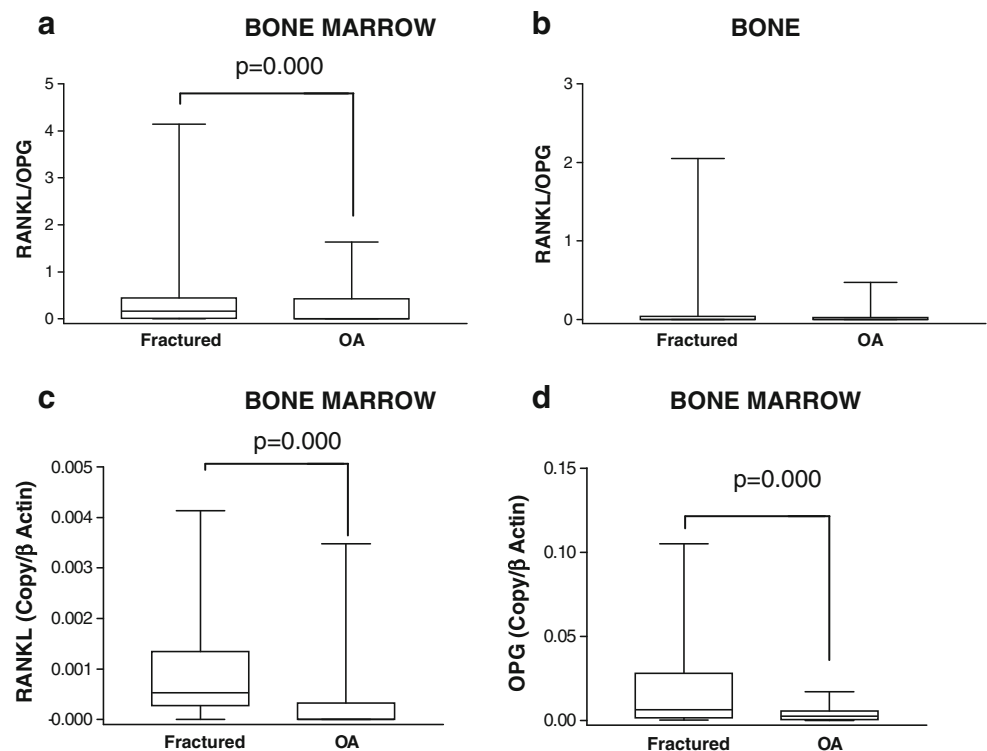 a
BONE MARROW
p=0.000
RANKL/OPG
5
4
3
2
1
0
Fractured
OA
b
BONE
RANKL/OPG
3
2
1
0
Fractured
OA
c
BONE MARROW
p=0.000
RANKL (Copy/β Actin)
0.005
0.004
0.003
0.002
0.001
-0.000
Fractured
OA
d
BONE MARROW
p=0.000
OPG (Copy/β Actin)
0.15
0.10
0.05
0.00
Fractured
OA